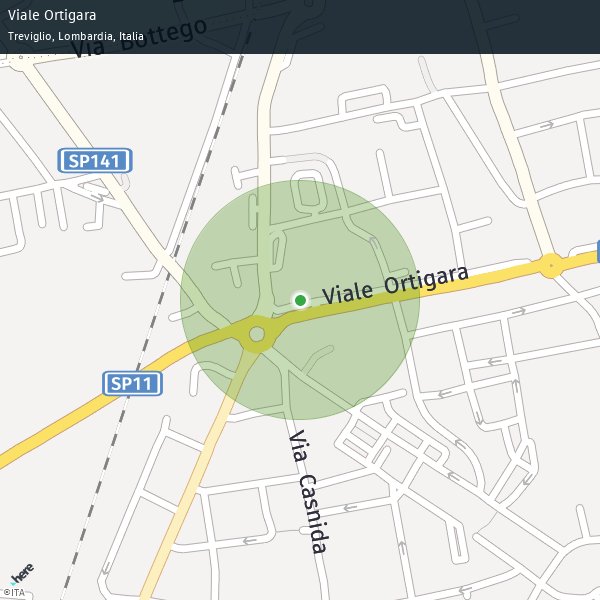 Viale Ortigara
Treviglio, Lombardia, Italia
Via Bottego
SP141
Viale Ortigara
SP11
Via Casnida
here
©ITA